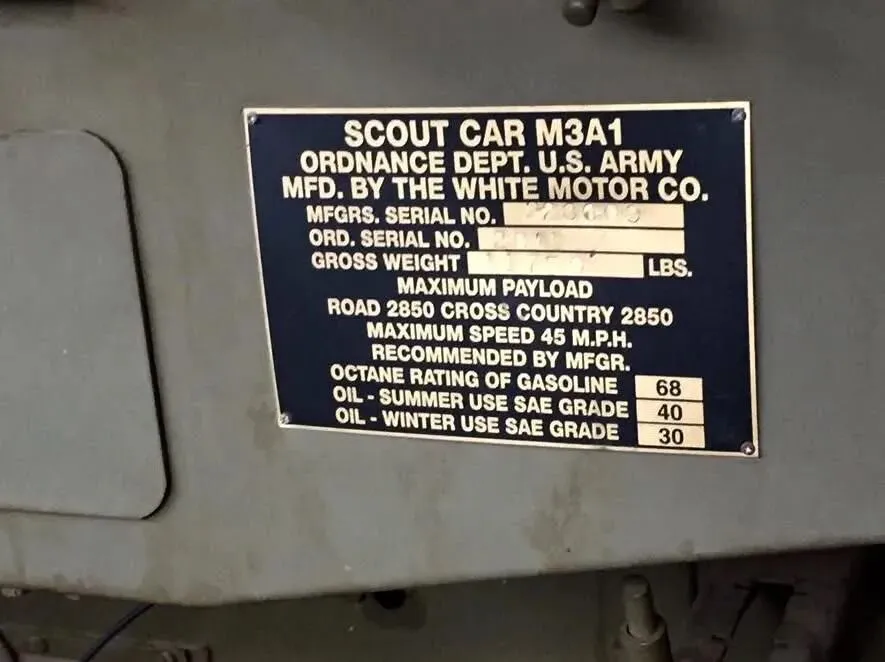 SCOUT CAR M3A1
ORDNANCE DEPT. U.S. ARMY
MFD. BY THE WHITE MOTOR CO.
MFGRS. SERIAL NO.
ORD. SERIAL NO.
GROSS WEIGHT LBS.
MAXIMUM PAYLOAD
ROAD 2850 CROSS COUNTRY 2850
MAXIMUM SPEED 45 M.P.H.
RECOMMENDED BY MFGR.
OCTANE RATING OF GASOLINE 68
OIL - SUMMER USE SAE GRADE 40
OIL - WINTER USE SAE GRADE 30